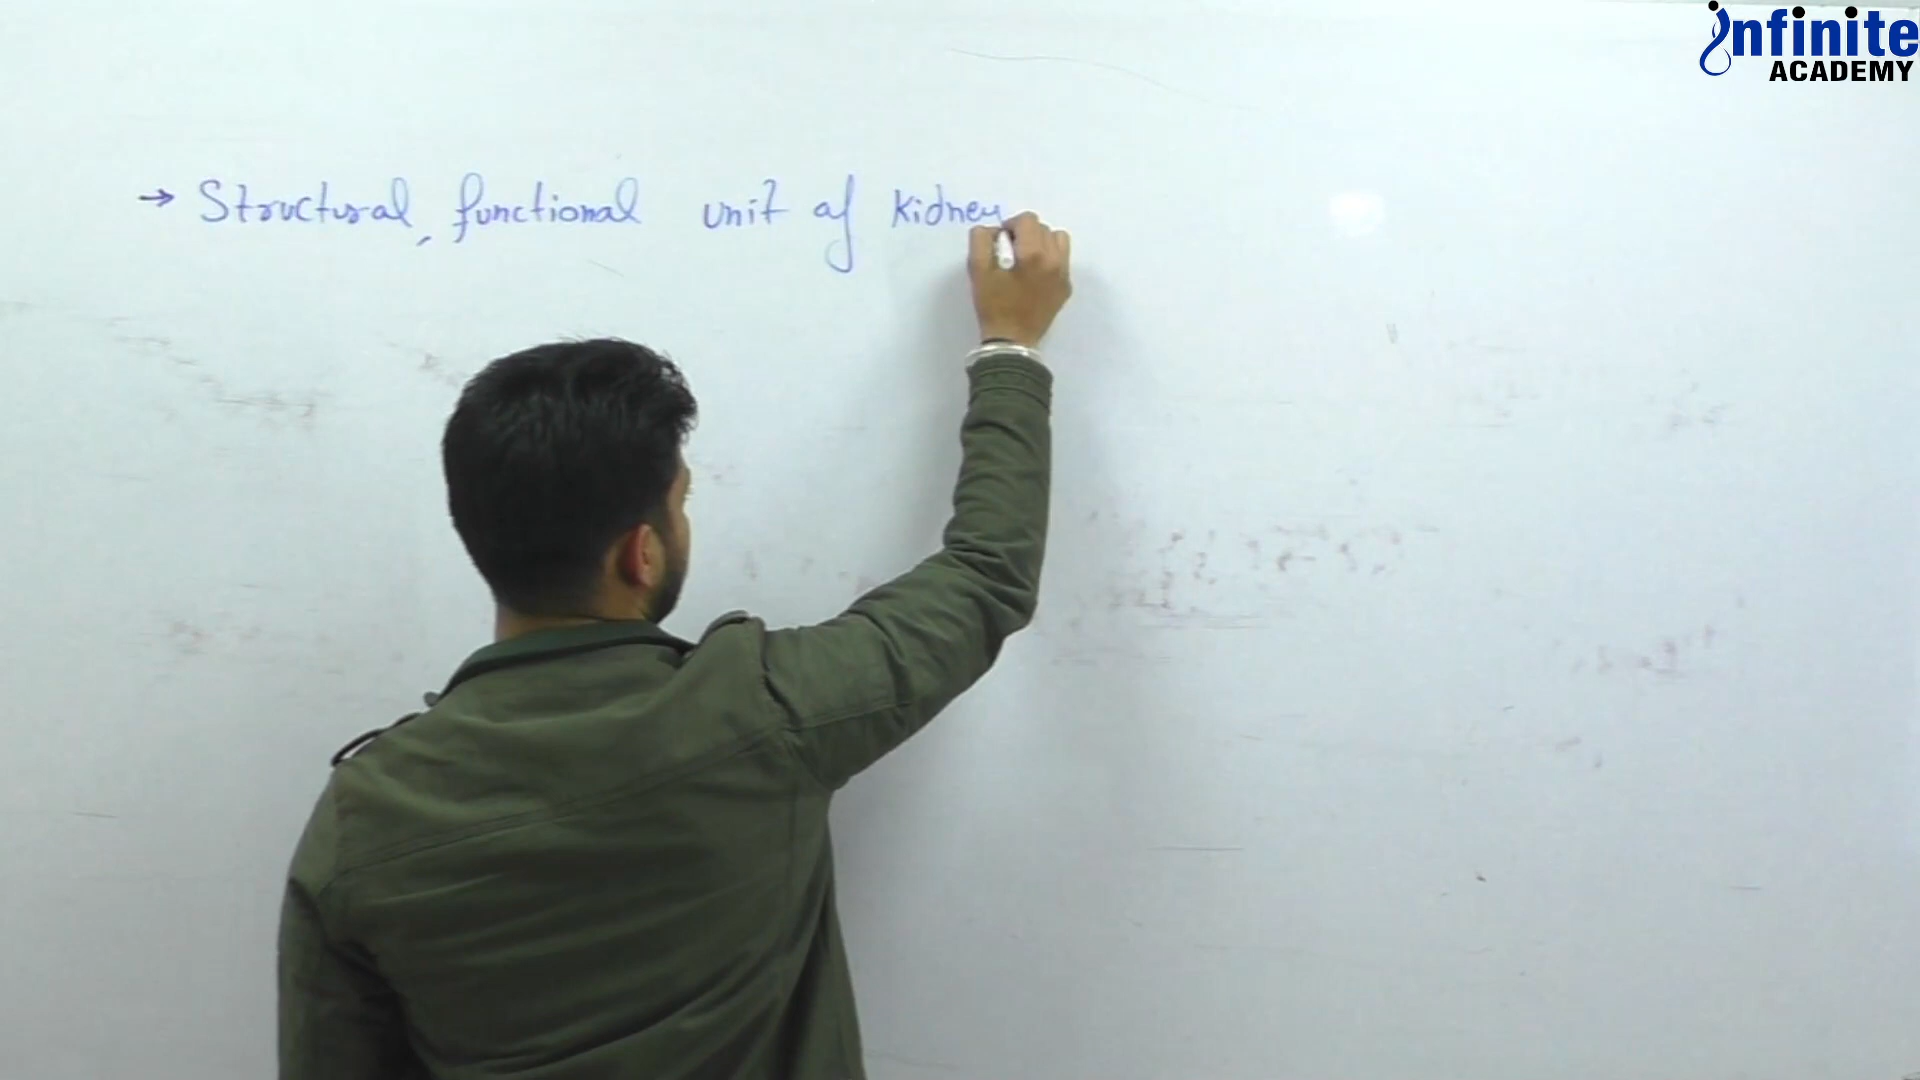 infinite
ACADEMY
→ Structural, functional unit of kidney